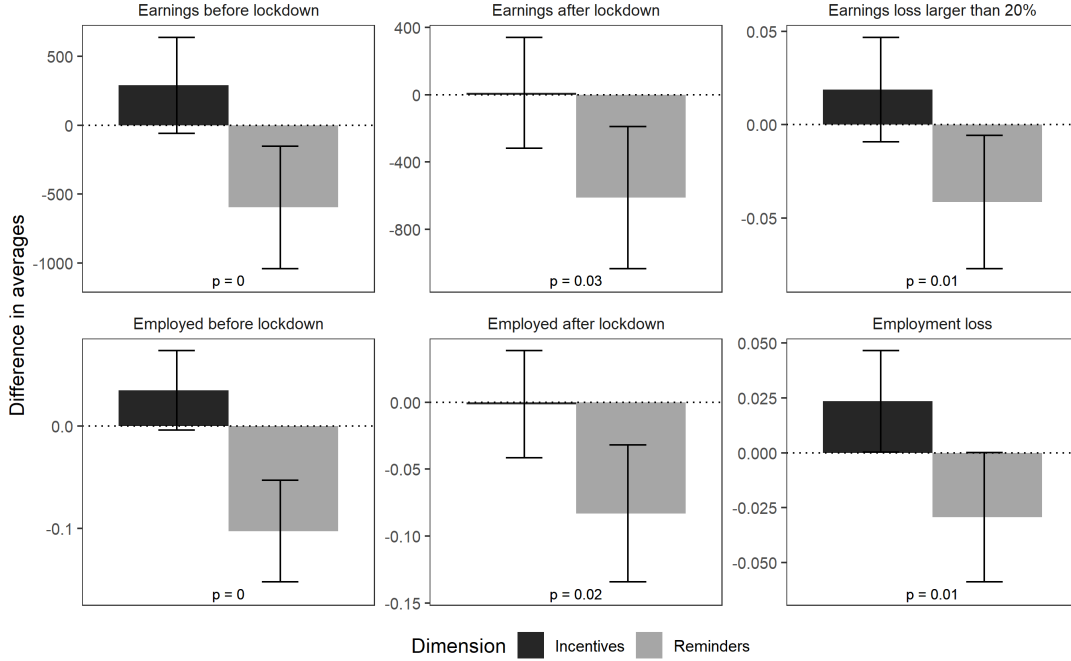 Earnings before lockdown
Earnings after lockdown
Earnings loss larger than 20%
500
0
-500
-1000
p = 0
400
0
-400
-800
p = 0.03
0.05
0.00
-0.05
p = 0.01
Difference in averages
Employed before lockdown
Employed after lockdown
Employment loss
0.0
-0.1
p = 0
0.00
-0.05
-0.10
-0.15
p = 0.02
0.050
0.025
0.000
-0.025
-0.050
p = 0.01
Dimension Incentives Reminders